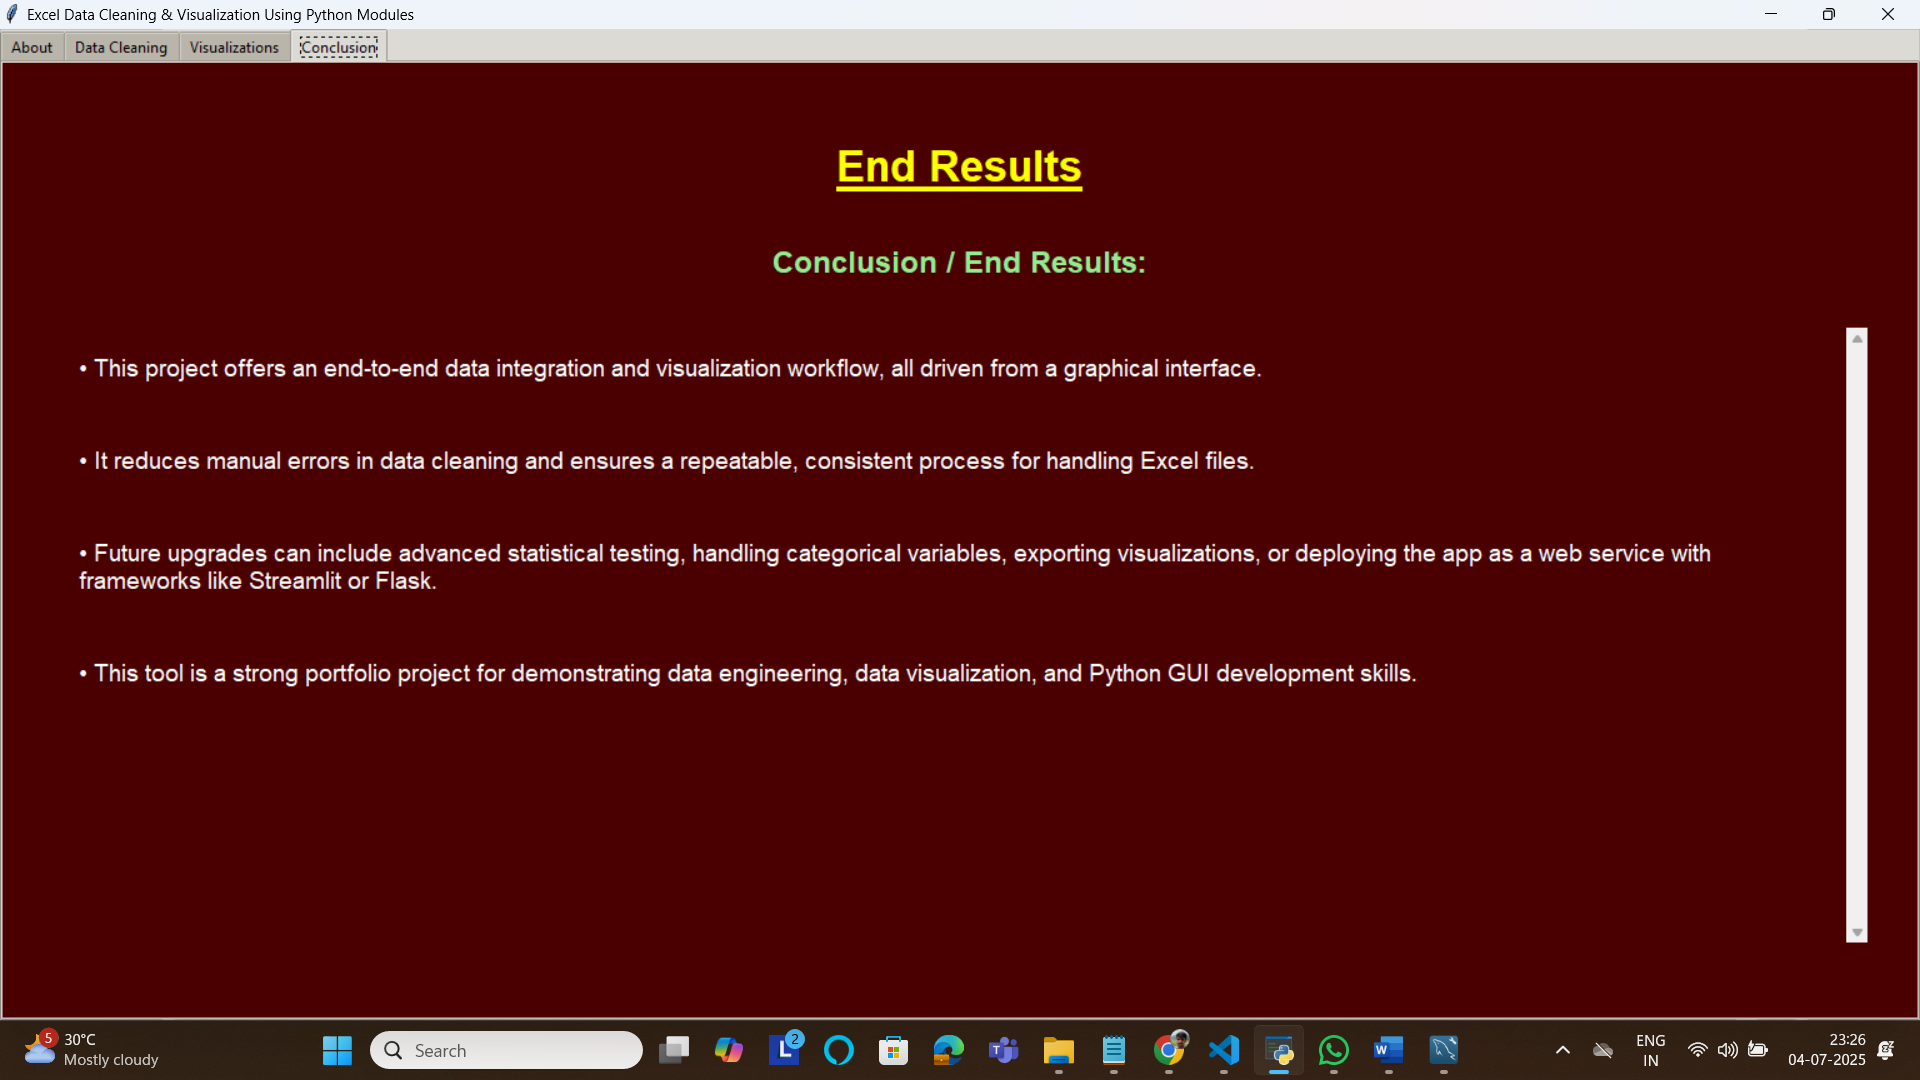 Excel Data Cleaning & Visualization Using Python Modules
About Data Cleaning Visualizations Conclusion
End Results
Conclusion / End Results:
• This project offers an end-to-end data integration and visualization workflow, all driven from a graphical interface.
• It reduces manual errors in data cleaning and ensures a repeatable, consistent process for handling Excel files.
• Future upgrades can include advanced statistical testing, handling categorical variables, exporting visualizations, or deploying the app as a web service with
frameworks like Streamlit or Flask.
• This tool is a strong portfolio project for demonstrating data engineering, data visualization, and Python GUI development skills.
5 30°C
Mostly cloudy
Search
L 2
T
W
ENG
IN
23:26
04-07-2025